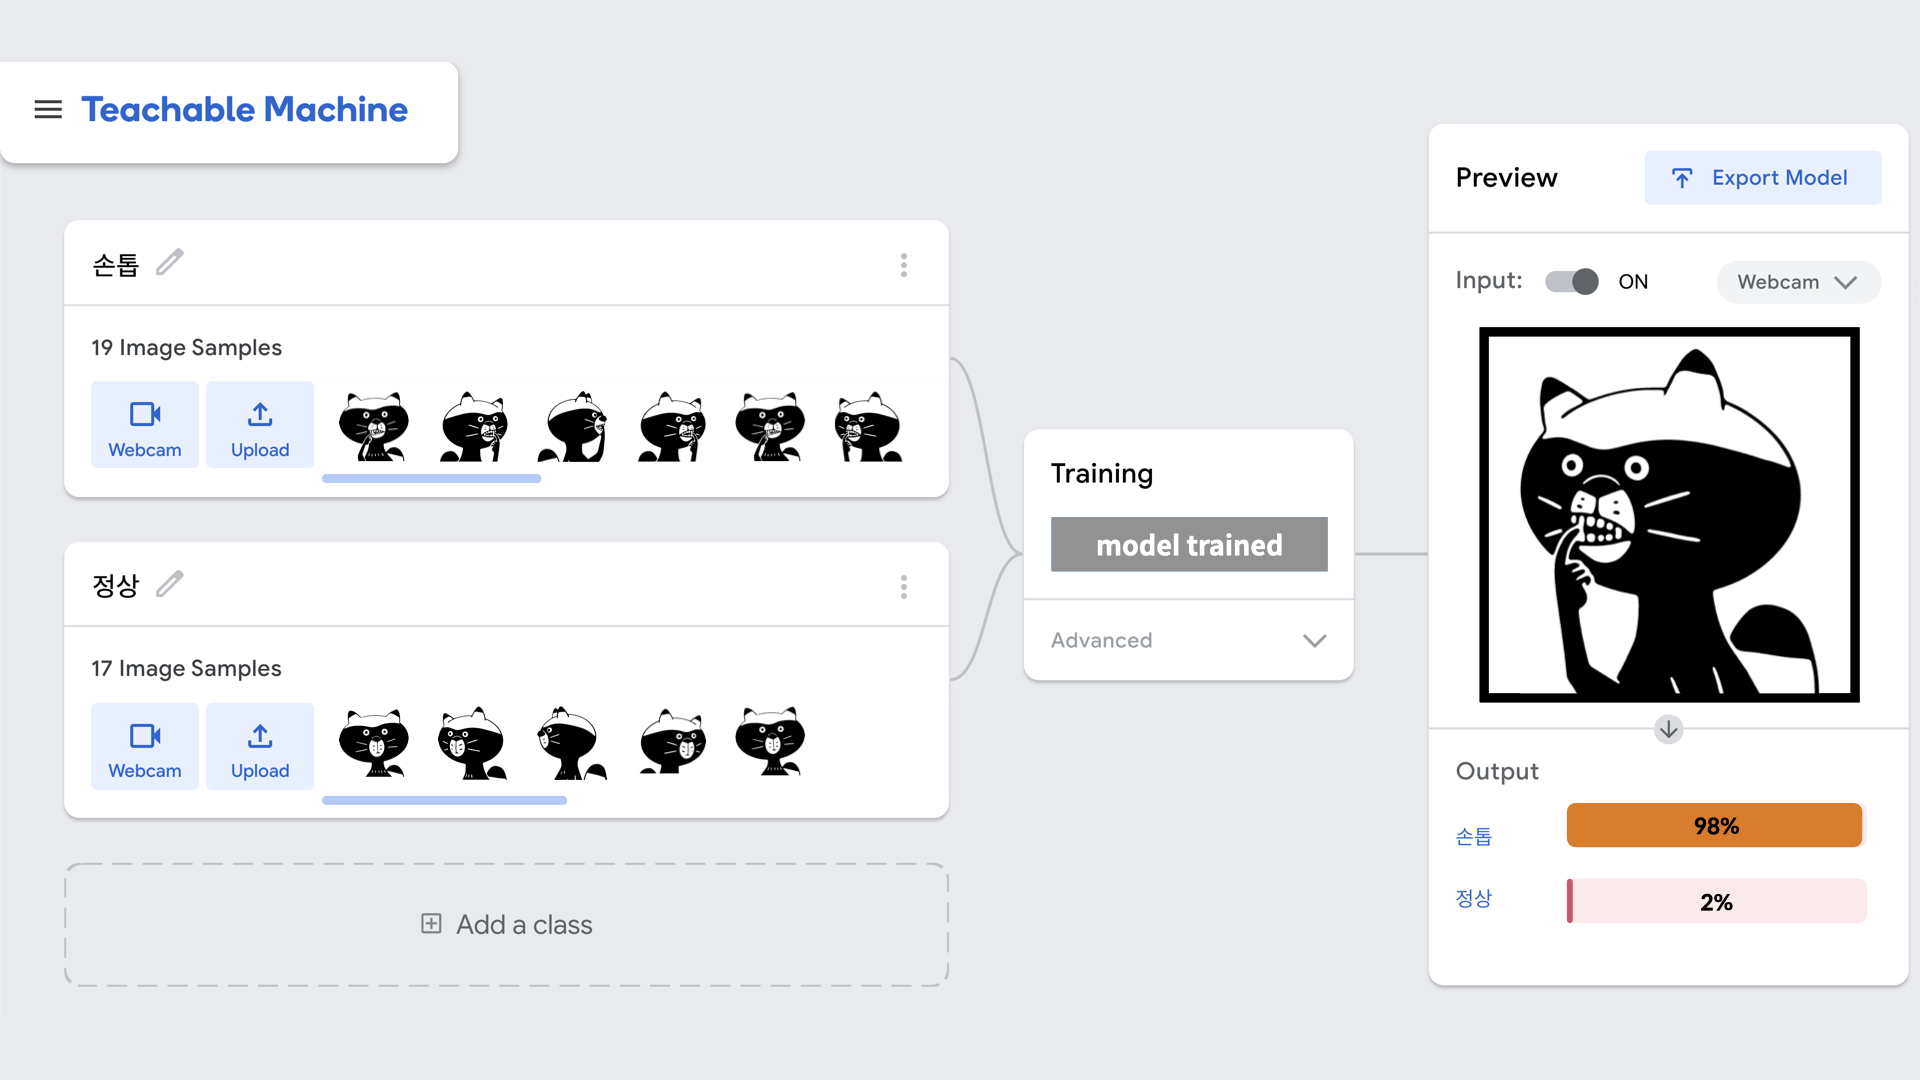 Teachable Machine
손톱
19 Image Samples
Webcam
Upload
정상
17 Image Samples
Webcam
Upload
Add a class
Training
model trained
Advanced
Preview
Export Model
Input:
ON
Webcam
Output
손톱
98%
정상
2%